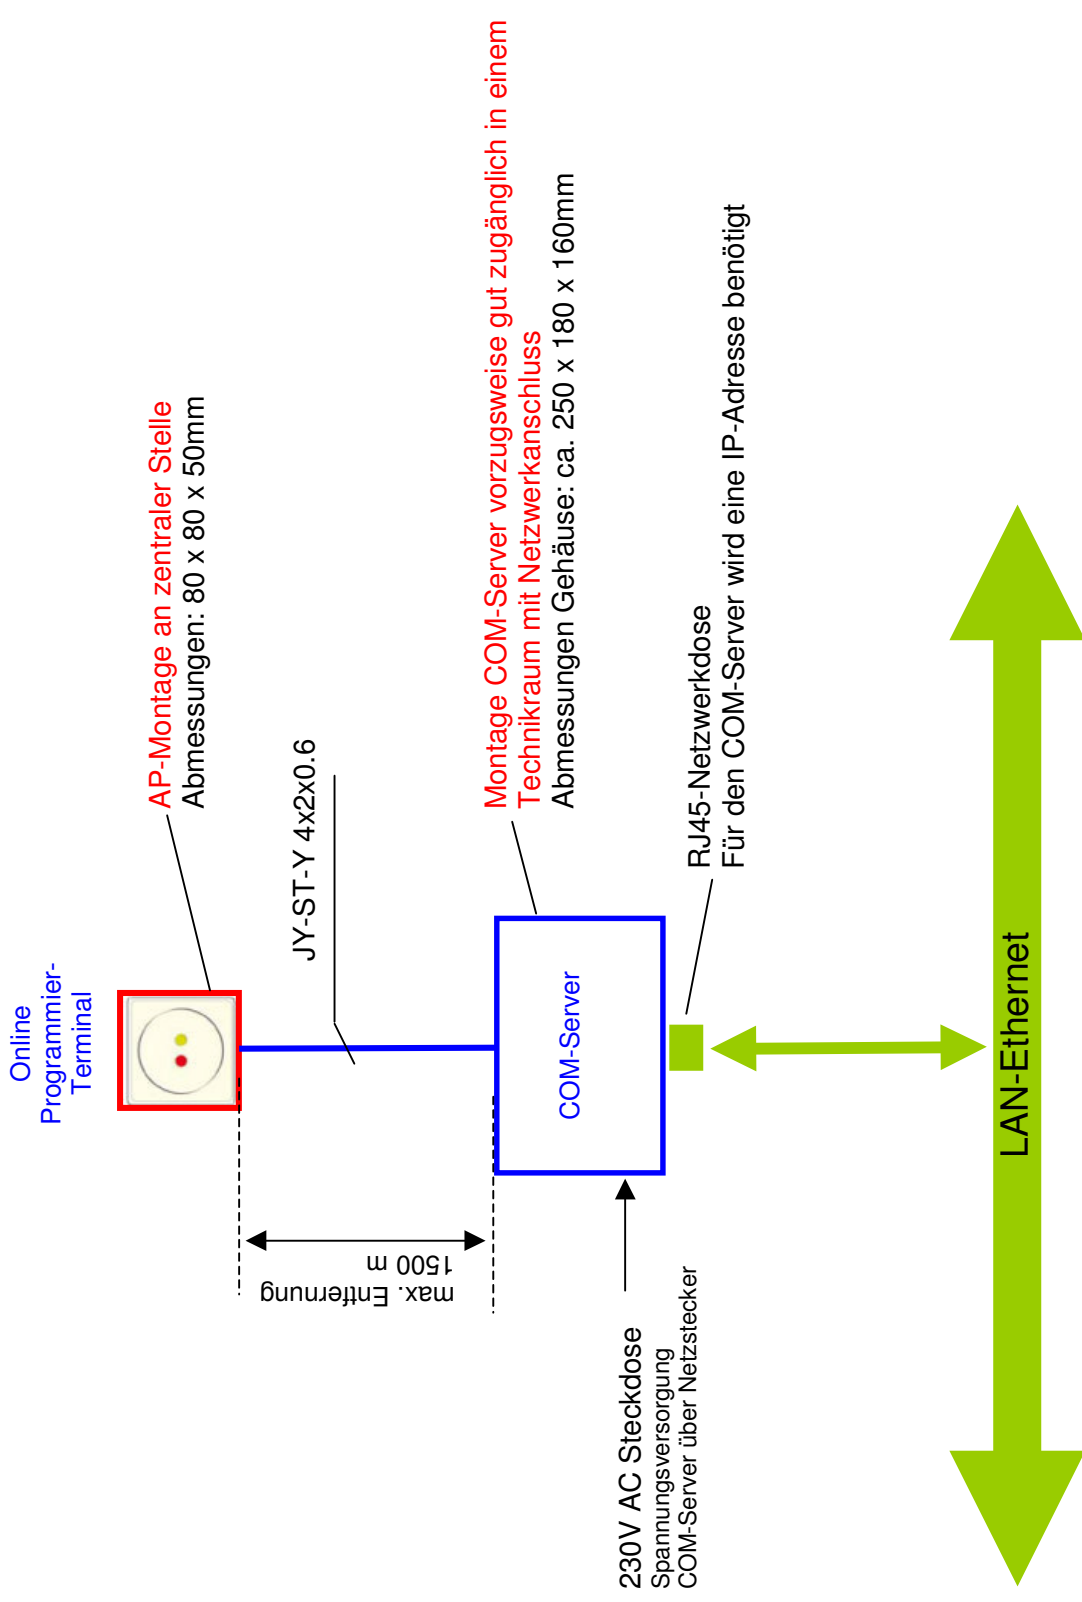 Online
Programmier-
Terminal
AP-Montage an zentraler Stelle
Abmessungen: 80 x 80 x 50mm
JY-ST-Y 4x2x0.6
max. Entfernung
1500 m
Montage COM-Server vorzugsweise gut zugänglich in einem
Technikraum mit Netzwerkanschluss
Abmessungen Gehäuse: ca. 250 x 180 x 160mm
COM-Server
230V AC Steckdose
Spannungsversorgung
COM-Server über Netzstecker
RJ45-Netzwerkdose
Für den COM-Server wird eine IP-Adresse benötigt
LAN-Ethernet